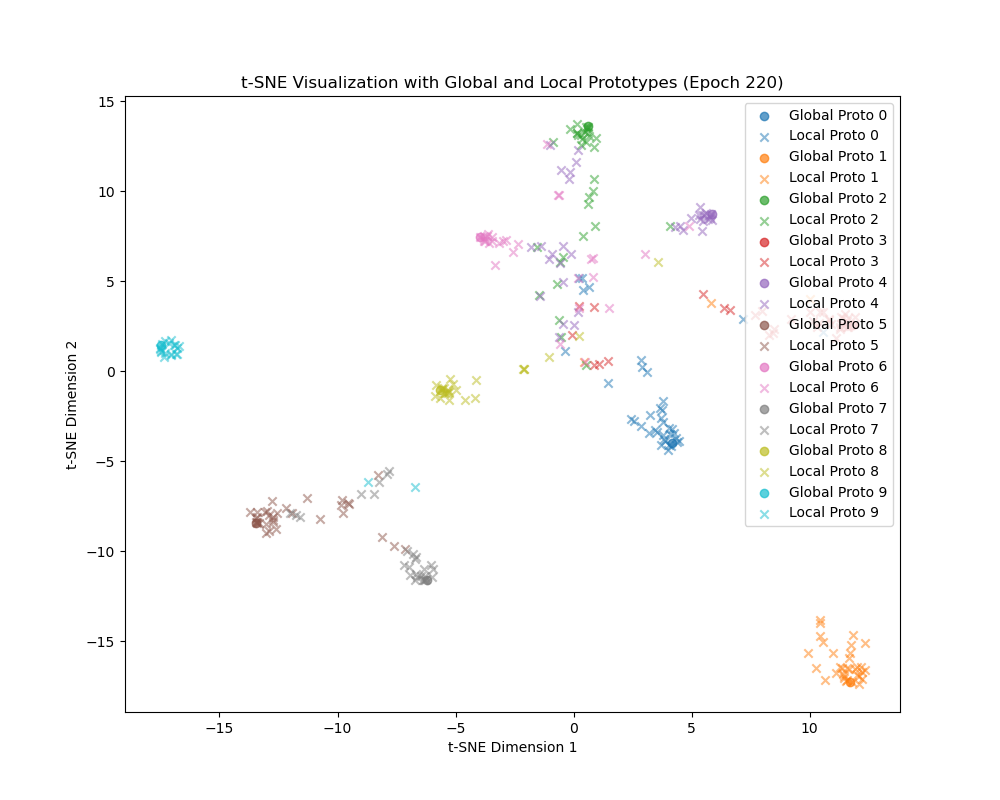 t-SNE Visualization with Global and Local Prototypes (Epoch 220)
15
10
5
0
−5
−10
−15
t-SNE Dimension 2
−15
−10
−5
0
5
10
t-SNE Dimension 1
Global Proto 0
Local Proto 0
Global Proto 1
Local Proto 1
Global Proto 2
Local Proto 2
Global Proto 3
Local Proto 3
Global Proto 4
Local Proto 4
Global Proto 5
Local Proto 5
Global Proto 6
Local Proto 6
Global Proto 7
Local Proto 7
Global Proto 8
Local Proto 8
Global Proto 9
Local Proto 9